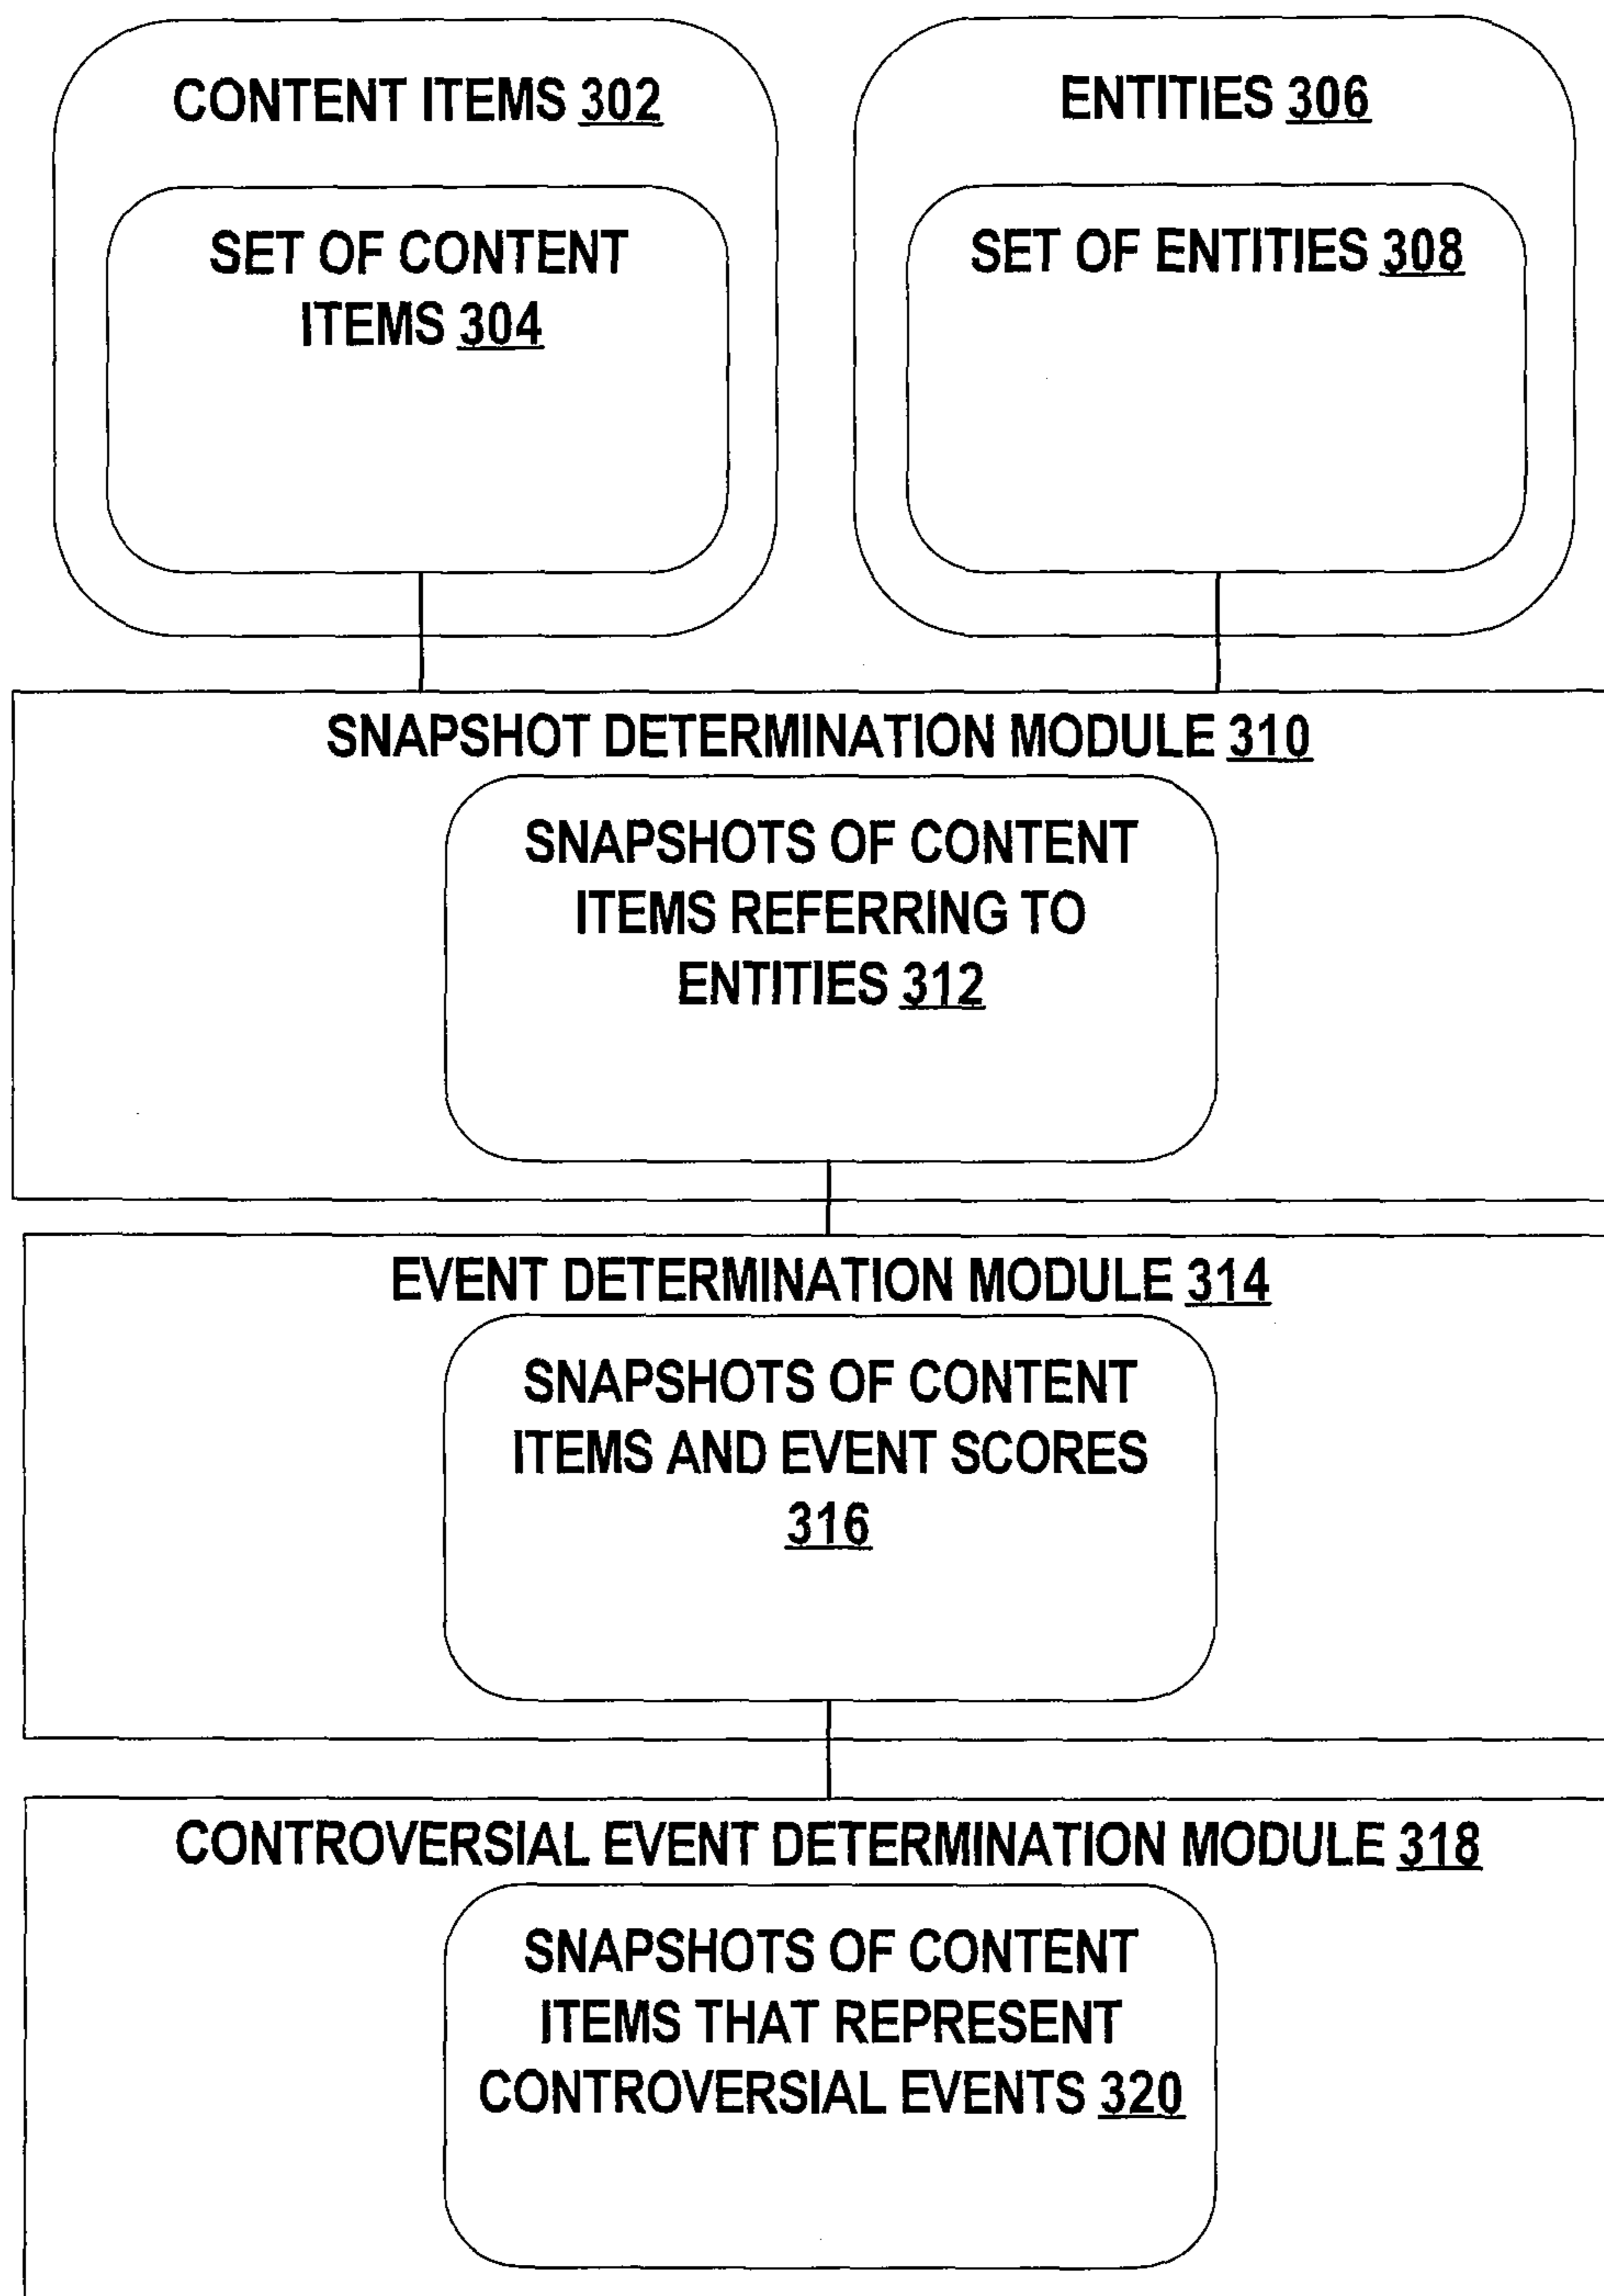 CONTENT ITEMS 302
SET OF CONTENT
ITEMS 304
ENTITIES 306
SET OF ENTITIES 308
SNAPSHOT DETERMINATION MODULE 310
SNAPSHOTS OF CONTENT
ITEMS REFERRING TO
ENTITIES 312
EVENT DETERMINATION MODULE 314
SNAPSHOTS OF CONTENT
ITEMS AND EVENT SCORES
316
CONTROVERSIAL EVENT DETERMINATION MODULE 318
SNAPSHOTS OF CONTENT
ITEMS THAT REPRESENT
CONTROVERSIAL EVENTS 320